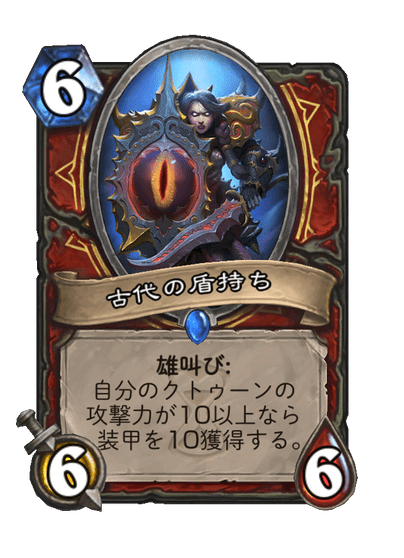 6
古代の盾持ち
雄叫び:
自分のクトゥーンの
攻撃力が10以上なら
装甲を10獲得する。
6
6